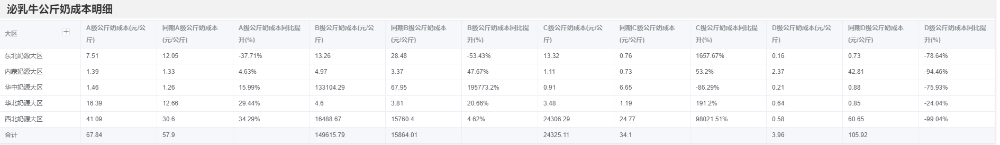 泌乳牛公斤奶成本明细
大区 A级公斤奶成本(元/公斤) 同期A级公斤奶成本(元/公斤) A级公斤奶成本同比提升(%) B级公斤奶成本(元/公斤) 同期B级公斤奶成本(元/公斤) B级公斤奶成本同比提升(%) C级公斤奶成本(元/公斤) 同期C级公斤奶成本(元/公斤) C级公斤奶成本同比提升(%) D级公斤奶成本(元/公斤) 同期D级公斤奶成本(元/公斤) D级公斤奶成本同比提升(%)
东北奶源大区 7.51 12.05 -37.71% 13.26 28.48 -53.43% 13.32 0.76 1657.67% 0.16 0.73 -78.64%
内蒙奶源大区 1.39 1.33 4.63% 4.97 3.37 47.67% 1.11 0.73 53.2% 2.37 42.81 -94.46%
华中奶源大区 1.46 1.26 15.99% 133104.29 67.95 195773.2% 0.91 6.65 -86.29% 0.21 0.88 -75.93%
华北奶源大区 16.39 12.66 29.44% 4.6 3.81 20.66% 3.48 1.19 191.2% 0.64 0.85 -24.04%
西北奶源大区 41.09 30.6 34.29% 16488.67 15760.4 4.62% 24306.29 24.77 98021.51% 0.58 60.65 -99.04%
合计 67.84 57.9 149615.79 15864.01 24325.11 34.1 3.96 105.92